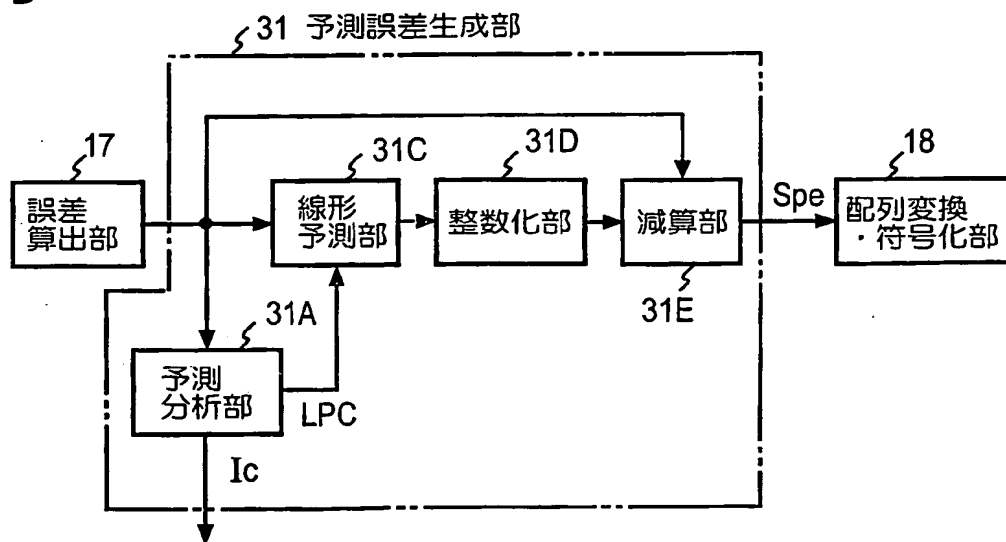 31 予測誤差生成部
17
誤差
算出部
31C
線形
予測部
31D
整数化部
減算部
31E
Spe
18
配列変換
・符号化部
31A
予測
分析部
LPC
Ic